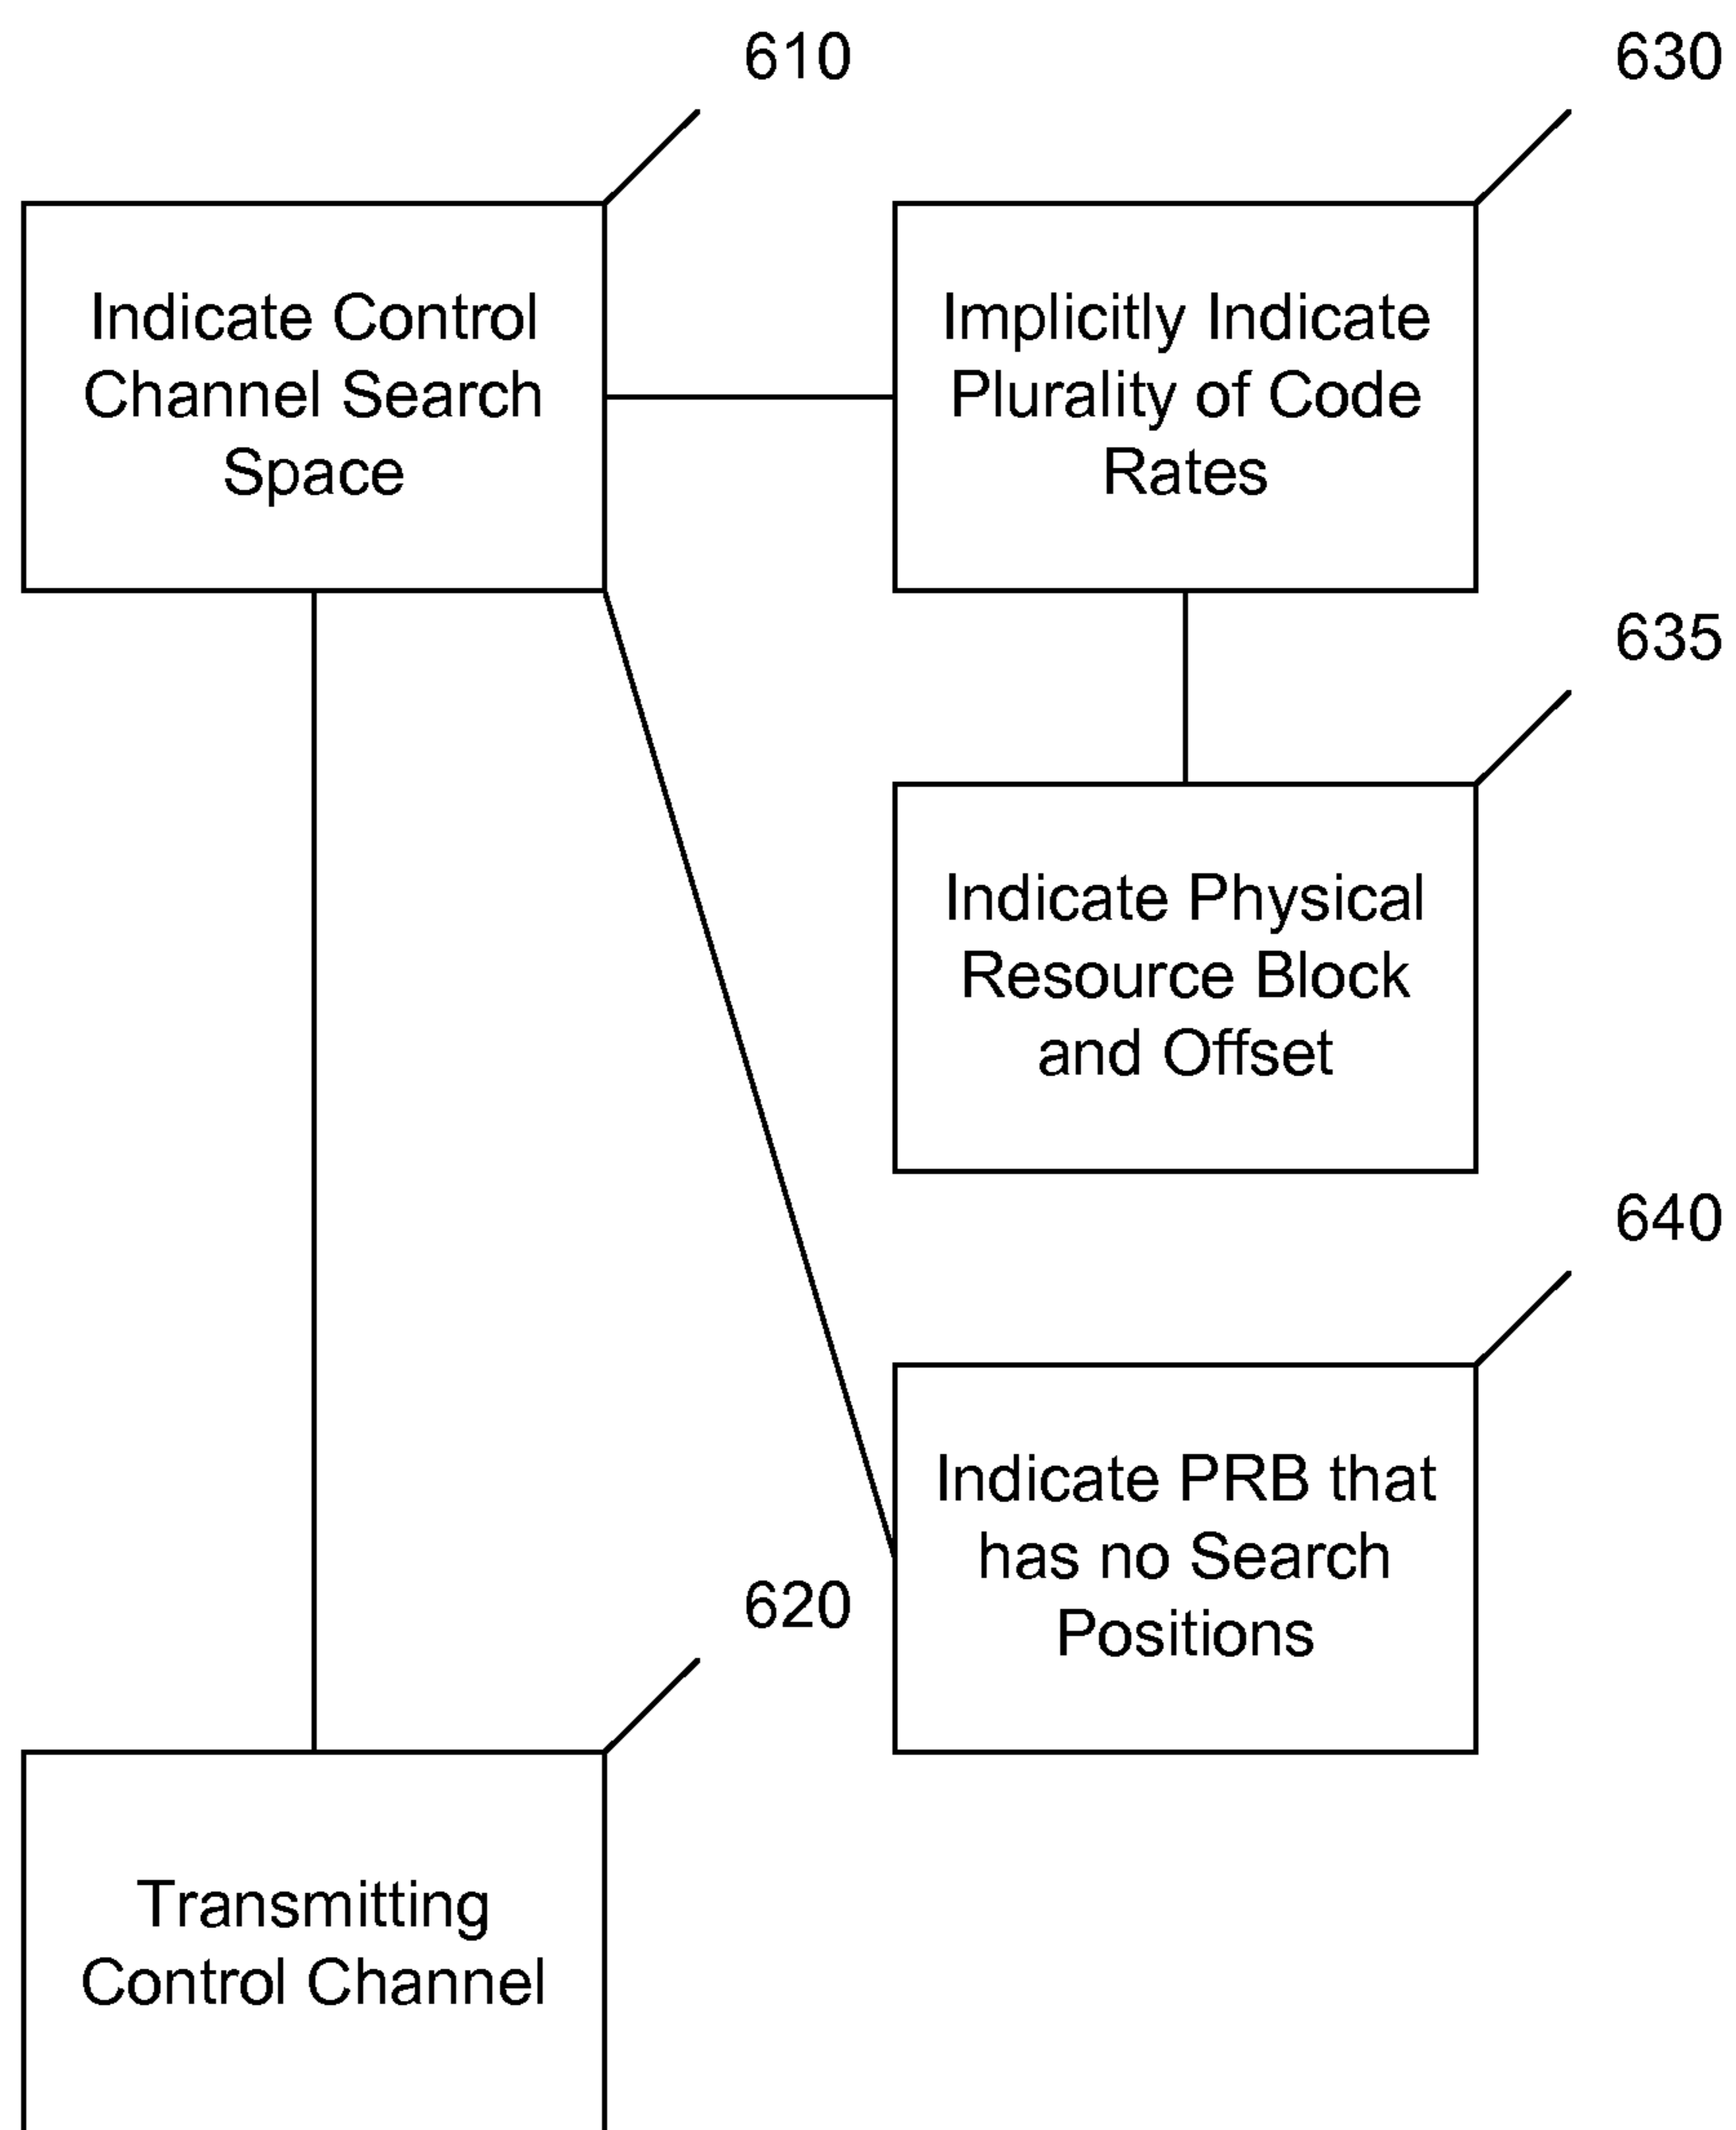 610
Indicate Control
Channel Search
Space
630
Implicitly Indicate
Plurality of Code
Rates
635
Indicate Physical
Resource Block
and Offset
640
Indicate PRB that
has no Search
Positions
620
Transmitting
Control Channel